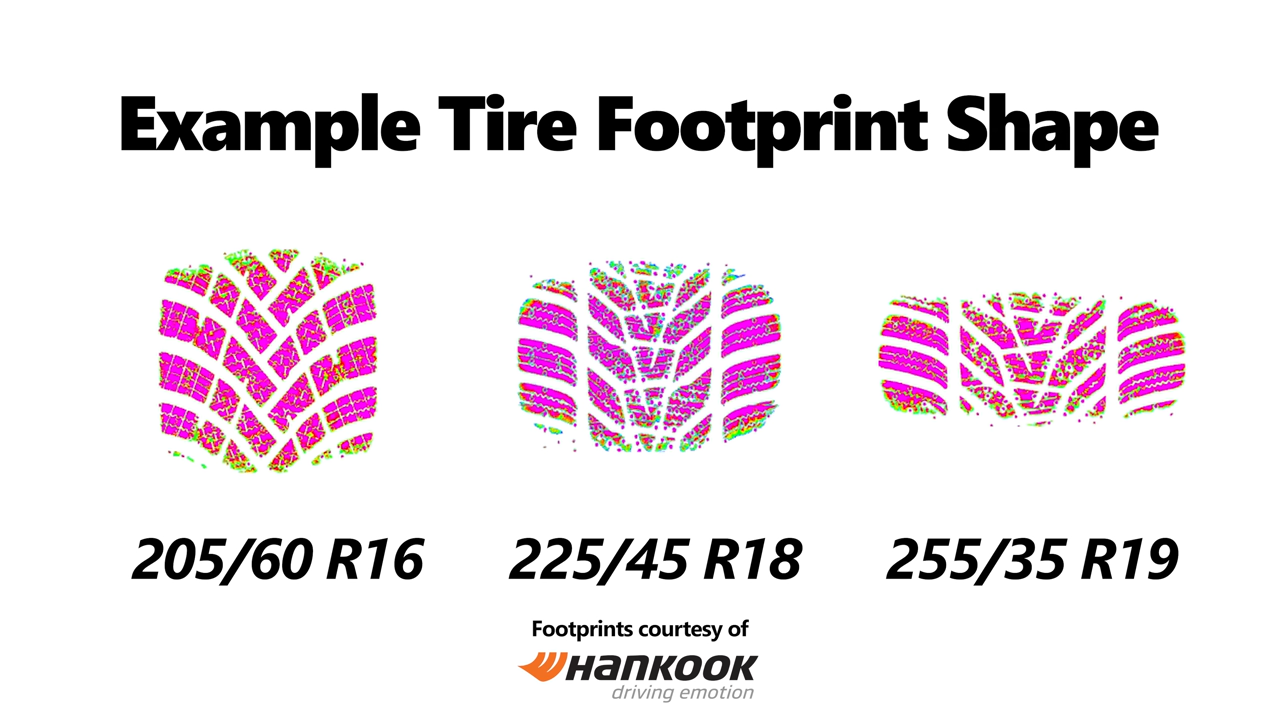 Example Tire Footprint Shape
205/60 R16
225/45 R18
255/35 R19
Footprints courtesy of
HANKOOK
driving emotion